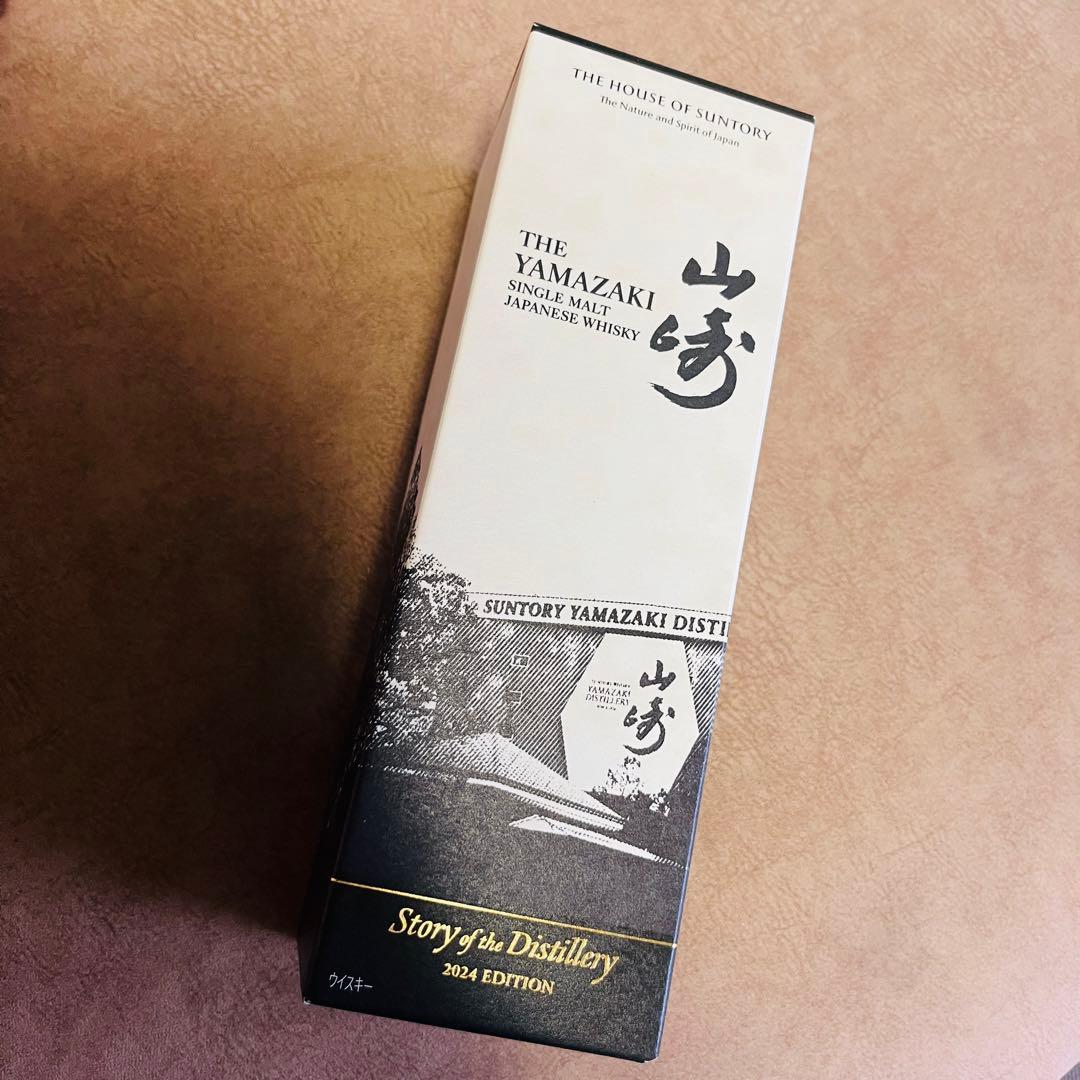 THE HOUSE OF SUNTORY
The Nature and Spirit of Japan
THE
YAMAZAKI
SINGLE MALT
JAPANESE WHISKY
山崎
SUNTORY YAMAZAKI DISTI
YAMAZAKI
DISTILLERY
山崎
Story of the Distillery
2024 EDITION
ウイスキー